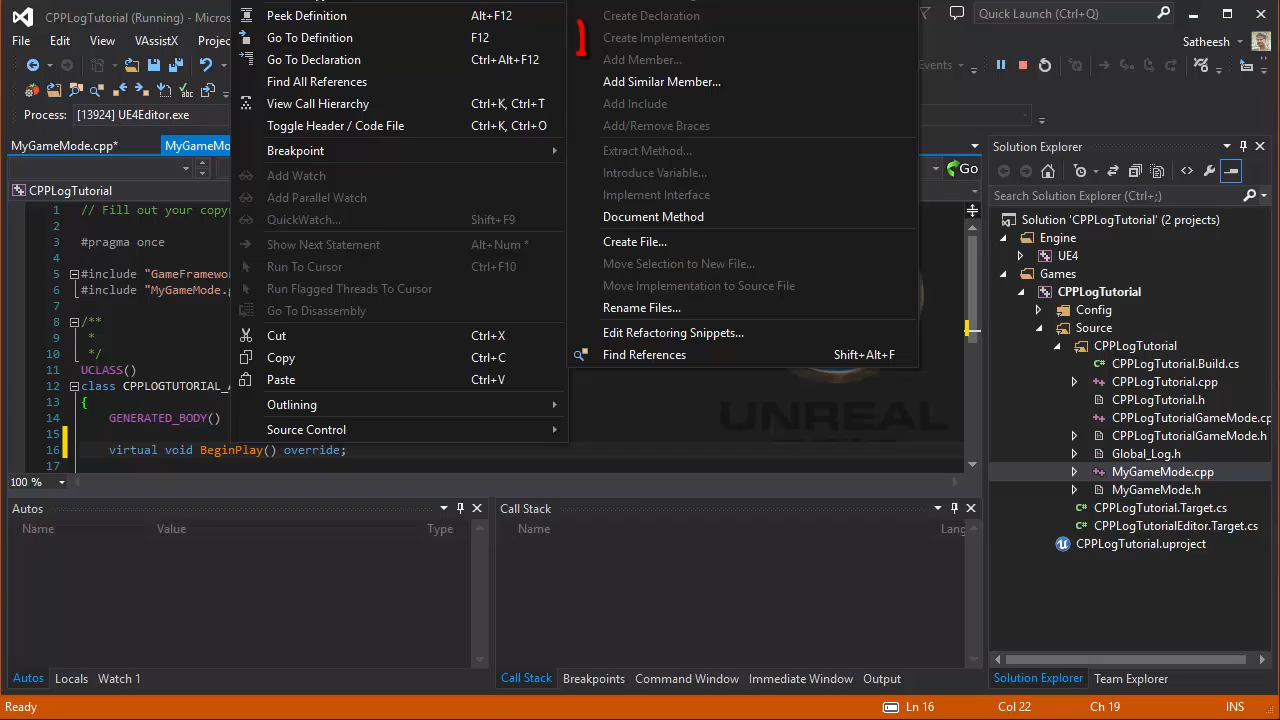 CPPLogTutorial (Running) - Micros
Quick Launch (Ctrl+Q)
File Edit View VAssistX Proje
Satheesh
Process: [13924] UE4Editor.exe
MyGameMode.cpp*
MyGameMo
CPPLogTutorial
Go
1 // Fill out your copyr
2
3 #pragma once
4
5 #include "GameFramewor
6 #include "MyGameMode.g
7
8 /**
9 *
10 */
11 UCLASS()
12 class CPPLOGTUTORIAL_A
13 {
14 GENERATED_BODY()
15
16 virtual void BeginPlay() override;
17
100 %
Peek Definition Alt+F12
Go To Definition F12
Go To Declaration Ctrl+Alt+F12
Find All References
View Call Hierarchy Ctrl+K, Ctrl+T
Toggle Header / Code File Ctrl+K, Ctrl+O
Breakpoint
Add Watch
Add Parallel Watch
QuickWatch... Shift+F9
Show Next Statement Alt+Num *
Run To Cursor Ctrl+F10
Run Flagged Threads To Cursor
Go To Disassembly
Cut Ctrl+X
Copy Ctrl+C
Paste Ctrl+V
Outlining
Source Control
Create Declaration
Create Implementation
Add Member...
Add Similar Member...
Add Include
Add/Remove Braces
Extract Method...
Introduce Variable...
Implement Interface
Document Method
Create File...
Move Selection to New File...
Move Implementation to Source File
Rename Files...
Edit Refactoring Snippets...
Find References Shift+Alt+F
Events
UNREAL
Solution Explorer
Search Solution Explorer (Ctrl+;)
Solution 'CPPLogTutorial' (2 projects)
Engine
UE4
Games
CPPLogTutorial
Config
Source
CPPLogTutorial
CPPLogTutorial.Build.cs
CPPLogTutorial.cpp
CPPLogTutorial.h
CPPLogTutorialGameMode.cp
CPPLogTutorialGameMode.h
Global_Log.h
MyGameMode.cpp
MyGameMode.h
CPPLogTutorial.Target.cs
CPPLogTutorialEditor.Target.cs
CPPLogTutorial.uproject
Solution Explorer Team Explorer
Autos
Name Value Type
Autos Locals Watch 1
Call Stack
Name Lang
Call Stack Breakpoints Command Window Immediate Window Output
Ready Ln 16 Col 22 Ch 19 INS